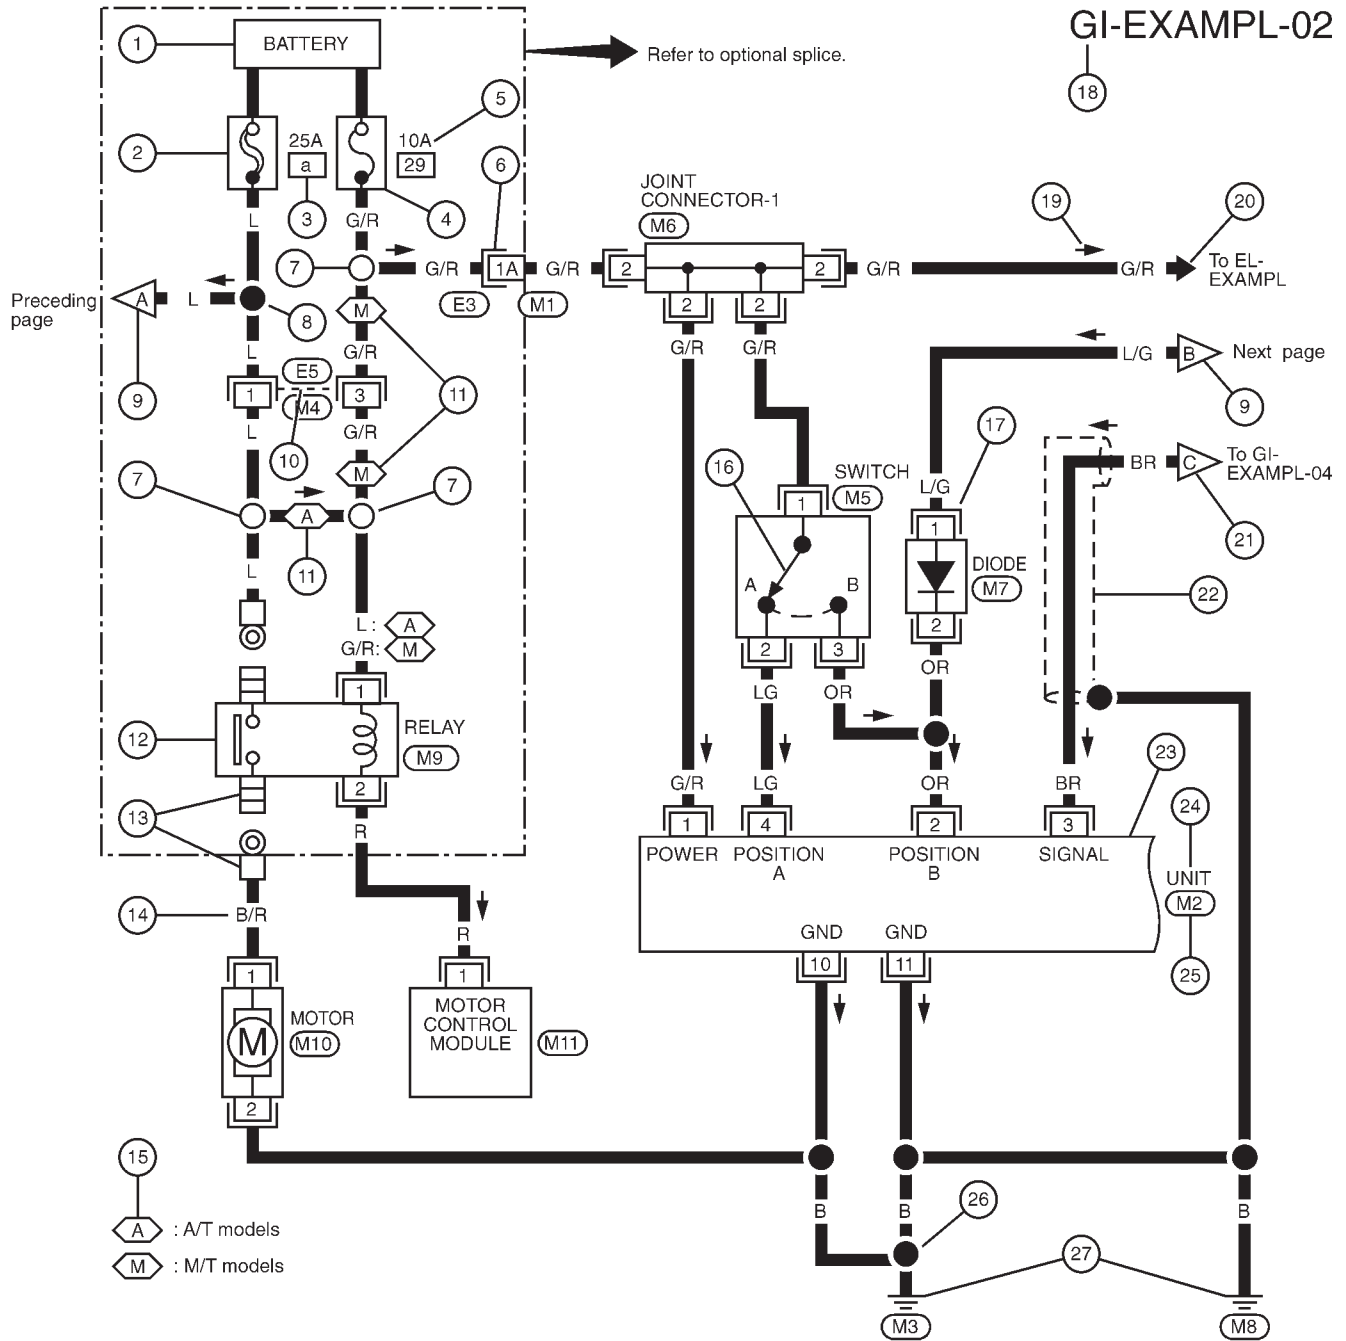 GI-EXAMPL-02
18
1
BATTERY
Refer to optional splice.
2
25A
a
10A
29
5
3
4
6
L
G/R
JOINT
CONNECTOR-1
M6
19
20
7
G/R
1A
G/R
2
2
G/R
G/R
To EL-
EXAMPL
E3
M1
2
2
Preceding
page
A
L
8
M
G/R
G/R
L
G/R
L/G
B
Next page
9
E5
1
3
M4
11
9
L
G/R
10
17
BR
C
To GI-
EXAMPL-04
7
M
7
16
SWITCH
M5
1
L/G
1
21
A
11
L
A
B
DIODE
M7
22
L :
A
G/R:
M
2
3
2
LG
OR
OR
1
12
RELAY
M9
2
23
G/R
LG
OR
BR
13
R
1
4
2
3
24
POWER
POSITION
A
POSITION
B
SIGNAL
UNIT
M2
14
B/R
R
GND
GND
10
11
25
1
1
M
MOTOR
M10
MOTOR
CONTROL
MODULE
M11
2
15
A
: A/T models
B
B
B
26
M
: M/T models
27
M3
M8